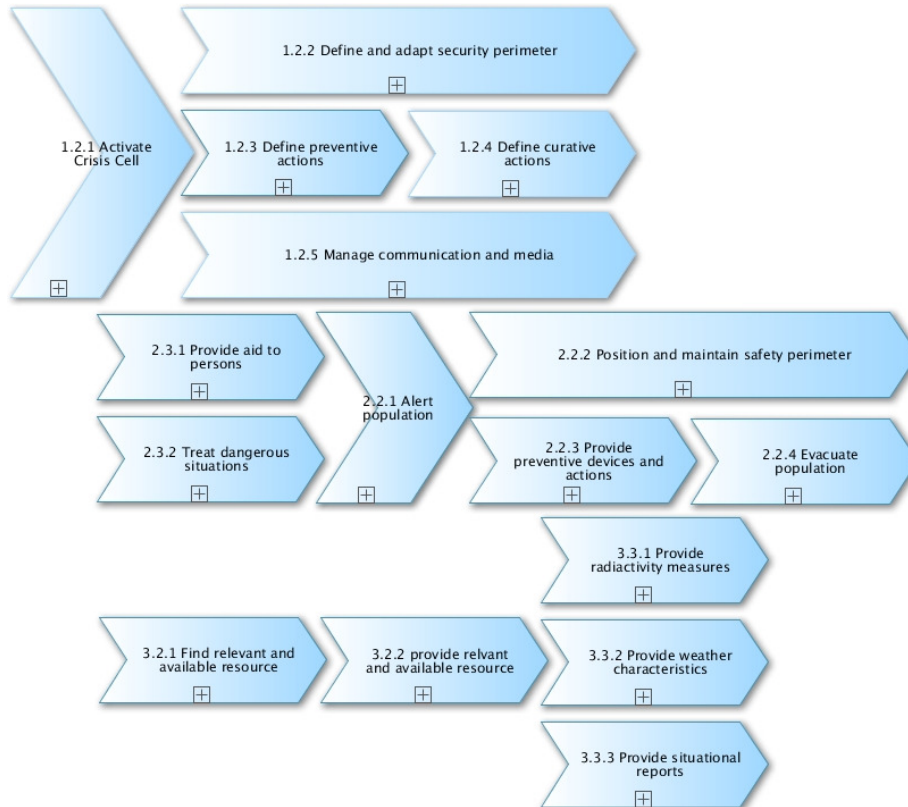 1.2.2 Define and adapt security perimeter
1.2.1 Activate
Crisis Cell
1.2.3 Define preventive
actions
1.2.4 Define curative
actions
1.2.5 Manage communication and media
2.3.1 Provide aid to
persons
2.2.1 Alert
population
2.2.2 Position and maintain safety perimeter
2.3.2 Treat dangerous
situations
2.2.3 Provide
preventive devices and
actions
2.2.4 Evacuate
population
3.3.1 Provide
radiactivity measures
3.2.1 Find relevant and
available resource
3.2.2 provide relvant
and available resource
3.3.2 Provide weather
characteristics
3.3.3 Provide situational
reports